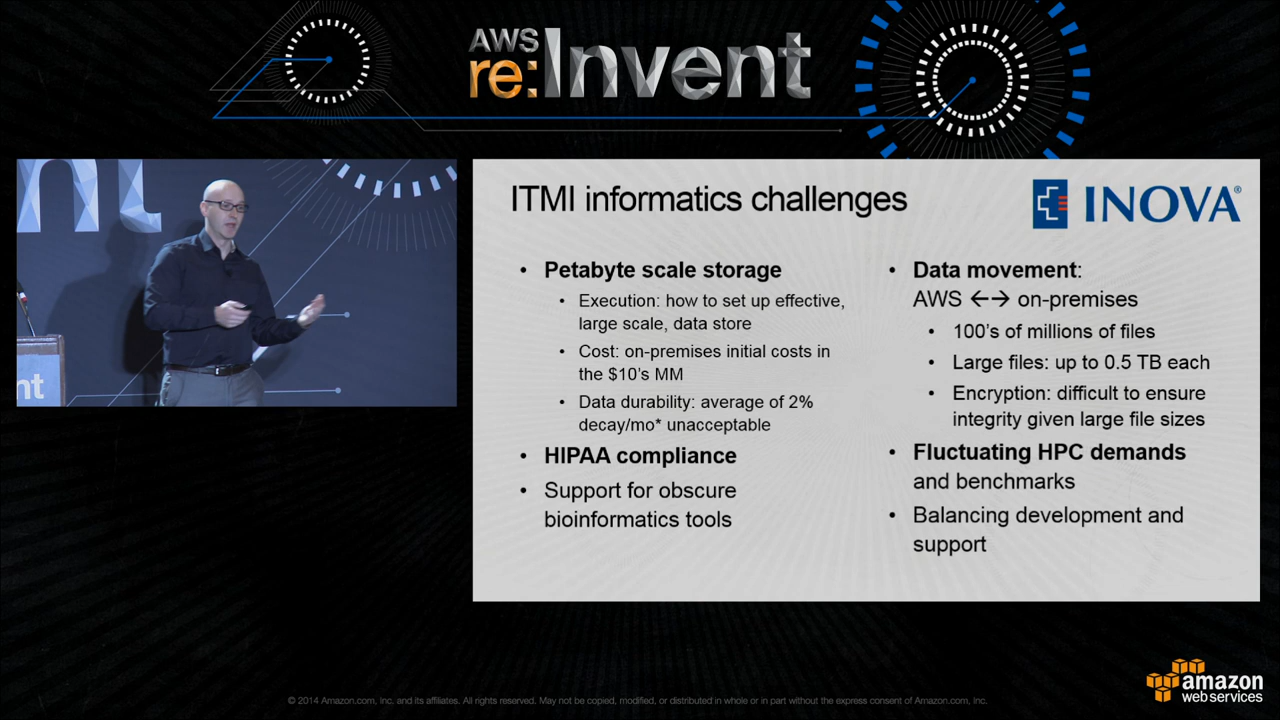 AWS
re:Invent
nt
nt
ITMI informatics challenges
INOVA®
• Petabyte scale storage
• Execution: how to set up effective,
large scale, data store
• Cost: on-premises initial costs in
the $10's MM
• Data durability: average of 2%
decay/mo* unacceptable
• HIPAA compliance
• Support for obscure
bioinformatics tools
• Data movement:
AWS ←→ on-premises
• 100's of millions of files
• Large files: up to 0.5 TB each
• Encryption: difficult to ensure
integrity given large file sizes
• Fluctuating HPC demands
and benchmarks
• Balancing development and
support
amazon
web services
© 2014 Amazon.com, inc. and its affiliates. All rights reserved. May not be copied, modified, or distributed in whole or in part without the express consent of Amazon.com, inc.